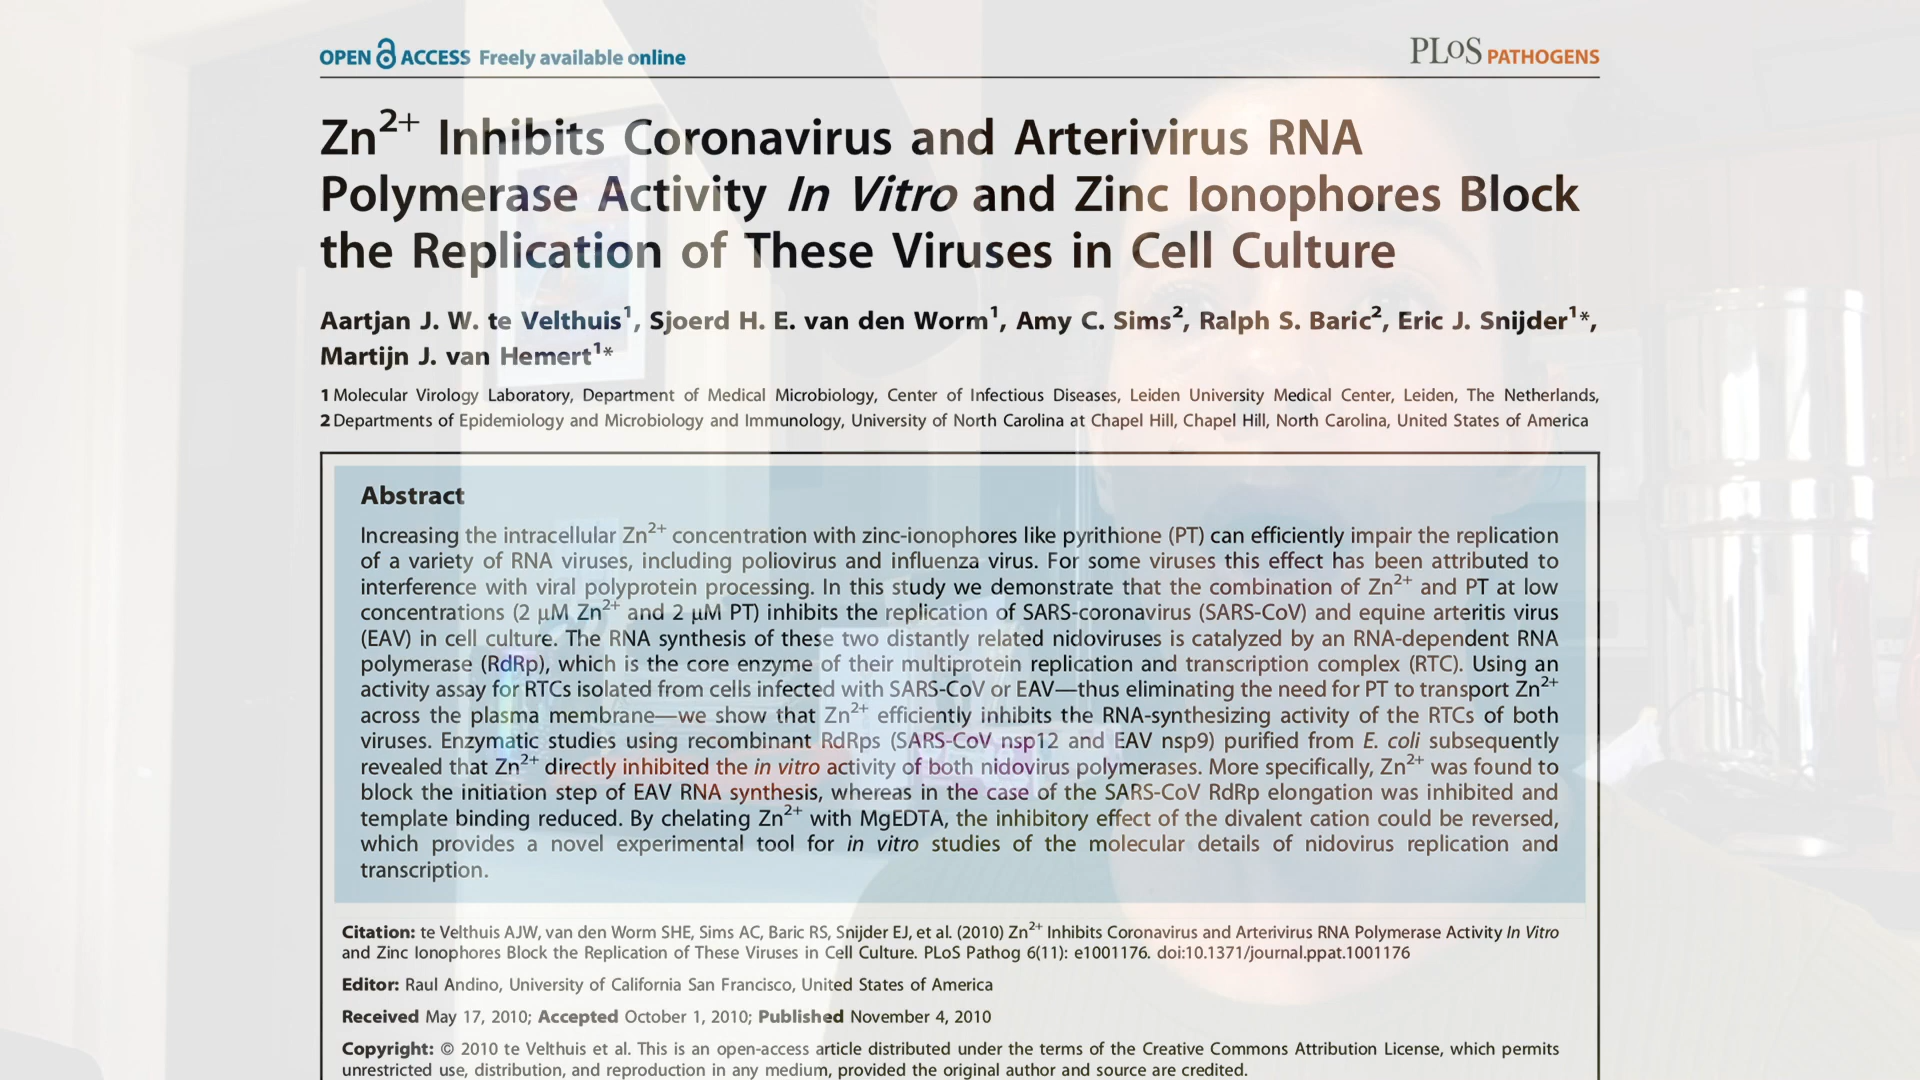 OPEN ACCESS Freely available online
PLoS PATHOGENS
Zn2+ Inhibits Coronavirus and Arterivirus RNA
Polymerase Activity In Vitro and Zinc Ionophores Block
the Replication of These Viruses in Cell Culture
Aartjan J. W. te Velthuis1, Sjoerd H. E. van den Worm1, Amy C. Sims2, Ralph S. Baric2, Eric J. Snijder1*,
Martijn J. van Hemert1*
1 Molecular Virology Laboratory, Department of Medical Microbiology, Center of Infectious Diseases, Leiden University Medical Center, Leiden, The Netherlands,
2 Departments of Epidemiology and Microbiology and Immunology, University of North Carolina at Chapel Hill, Chapel Hill, North Carolina, United States of America
Abstract
Increasing the intracellular Zn2+ concentration with zinc-ionophores like pyrithione (PT) can efficiently impair the replication
of a variety of RNA viruses, including poliovirus and influenza virus. For some viruses this effect has been attributed to
interference with viral polyprotein processing. In this study we demonstrate that the combination of Zn2+ and PT at low
concentrations (2 µM Zn2+ and 2 µM PT) inhibits the replication of SARS-coronavirus (SARS-CoV) and equine arteritis virus
(EAV) in cell culture. The RNA synthesis of these two distantly related nidoviruses is catalyzed by an RNA-dependent RNA
polymerase (RdRp), which is the core enzyme of their multiprotein replication and transcription complex (RTC). Using an
activity assay for RTCs isolated from cells infected with SARS-CoV or EAV—thus eliminating the need for PT to transport Zn2+
across the plasma membrane—we show that Zn2+ efficiently inhibits the RNA-synthesizing activity of the RTCs of both
viruses. Enzymatic studies using recombinant RdRps (SARS-CoV nsp12 and EAV nsp9) purified from E. coli subsequently
revealed that Zn2+ directly inhibited the in vitro activity of both nidovirus polymerases. More specifically, Zn2+ was found to
block the initiation step of EAV RNA synthesis, whereas in the case of the SARS-CoV RdRp elongation was inhibited and
template binding reduced. By chelating Zn2+ with MgEDTA, the inhibitory effect of the divalent cation could be reversed,
which provides a novel experimental tool for in vitro studies of the molecular details of nidovirus replication and
transcription.
Citation: te Velthuis AJW, van den Worm SHE, Sims AC, Baric RS, Snijder EJ, et al. (2010) Zn2+ Inhibits Coronavirus and Arterivirus RNA Polymerase Activity In Vitro
and Zinc Ionophores Block the Replication of These Viruses in Cell Culture. PLoS Pathog 6(11): e1001176. doi:10.1371/journal.ppat.1001176
Editor: Raul Andino, University of California San Francisco, United States of America
Received May 17, 2010; Accepted October 1, 2010; Published November 4, 2010
Copyright: © 2010 te Velthuis et al. This is an open-access article distributed under the terms of the Creative Commons Attribution License, which permits
unrestricted use, distribution, and reproduction in any medium, provided the original author and source are credited.